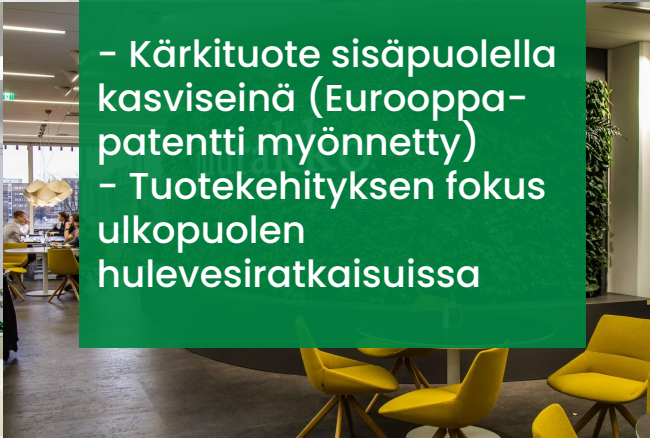 - Kärkituote sisäpuolella
kasviseinä (Eurooppa-
patentti myönnetty)
- Tuotekehityksen fokus
ulkopuolen
hulevesiratkaisuissa